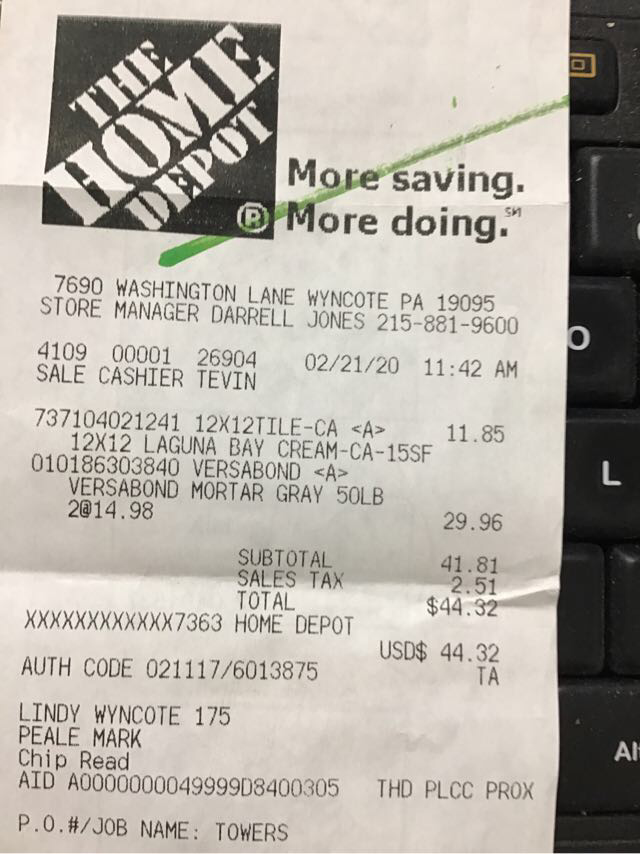 THE
HOME
DEPOT
®
More saving.
More doing.℠
7690 WASHINGTON LANE WYNCOTE PA 19095
STORE MANAGER DARRELL JONES 215-881-9600
4109 00001 26904 02/21/20 11:42 AM
SALE CASHIER TEVIN
737104021241 12X12TILE-CA <A> 11.85
12X12 LAGUNA BAY CREAM-CA-15SF
010186303840 VERSABOND <A>
VERSABOND MORTAR GRAY 50LB
2@14.98 29.96
SUBTOTAL 41.81
SALES TAX 2.51
TOTAL $44.32
XXXXXXXXXXXX7363 HOME DEPOT
USD$ 44.32
AUTH CODE 021117/6013875 TA
LINDY WYNCOTE 175
PEALE MARK
Chip Read
AID A0000000049999D8400305 THD PLCC PROX
P.O.#/JOB NAME: TOWERS
O
L